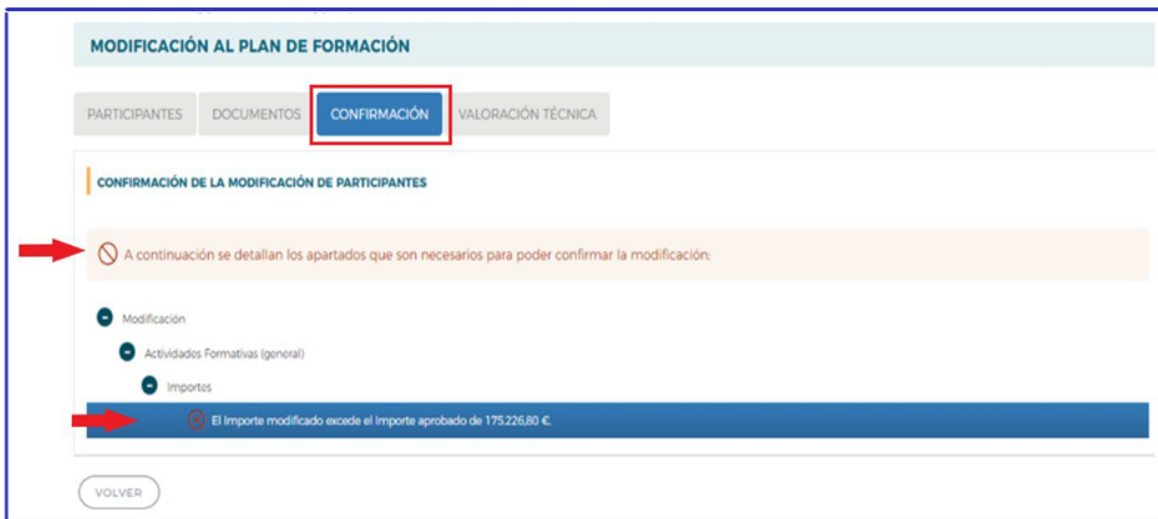 MODIFICACIÓN AL PLAN DE FORMACIÓN
PARTICIPANTES DOCUMENTOS CONFIRMACIÓN VALORACIÓN TÉCNICA
CONFIRMACIÓN DE LA MODIFICACIÓN DE PARTICIPANTES
A continuación se detallan los apartados que son necesarios para poder confirmar la modificación:
Modificación
Actividades Formativas (general)
Importes
El Importe modificado excede el Importe aprobado de 175.226,80 €.
VOLVER